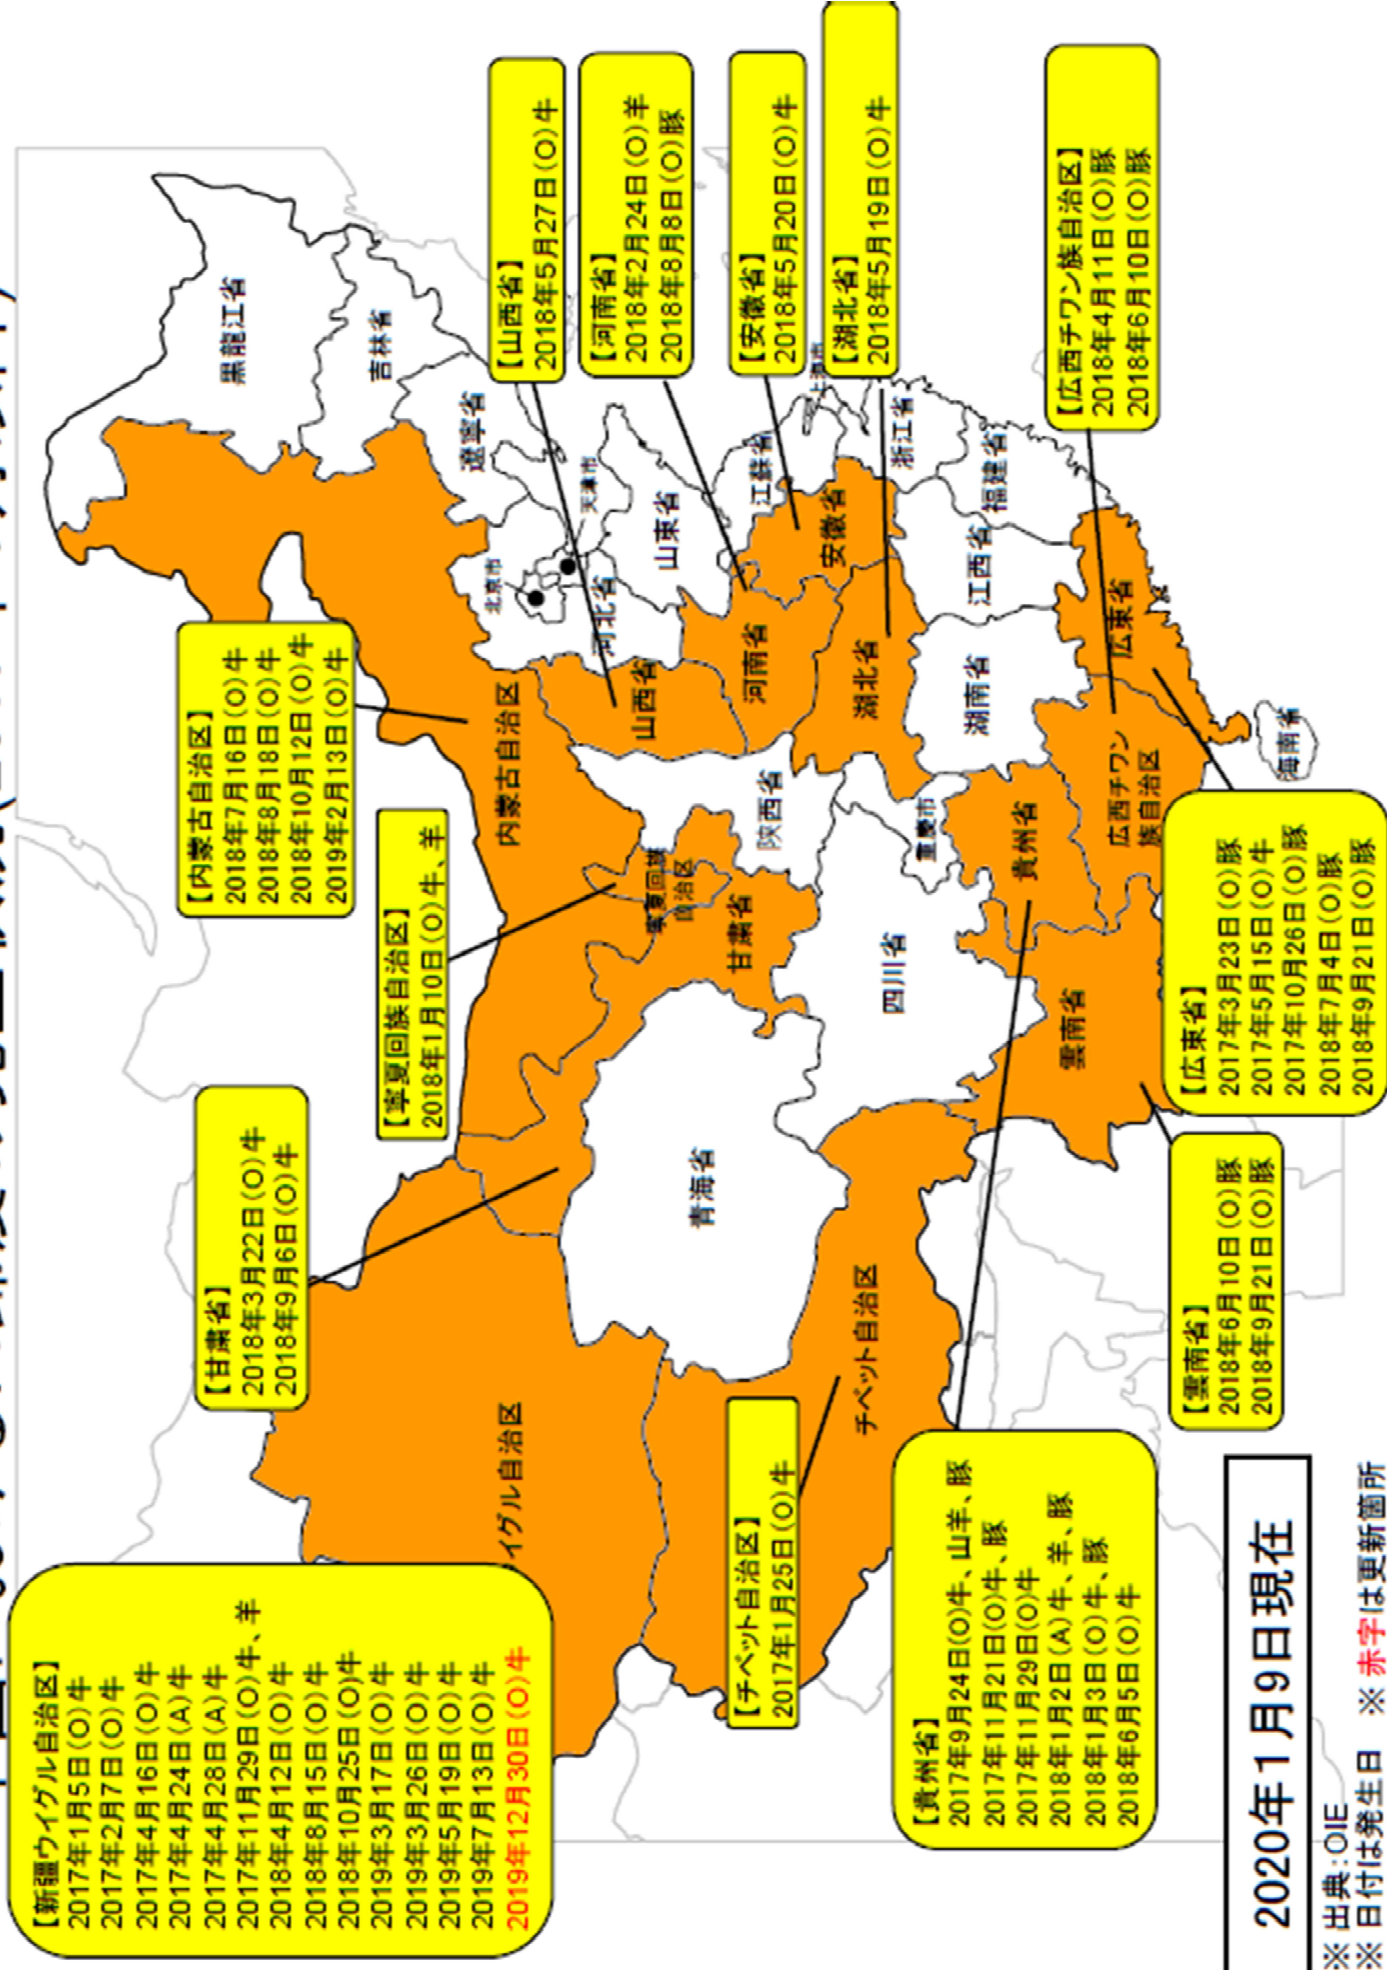 【新疆ウイグル自治区】
2017年1月5日(O)牛
2017年2月7日(O)牛
2017年4月16日(O)牛
2017年4月24日(A)牛
2017年4月28日(A)牛
2017年11月29日(O)牛、羊
2018年4月12日(O)牛
2018年8月15日(O)牛
2018年10月25日(O)牛
2019年3月17日(O)牛
2019年3月26日(O)牛
2019年5月19日(O)牛
2019年7月13日(O)牛
2019年12月30日(O)牛
【甘粛省】
2018年3月22日(O)牛
2018年9月6日(O)牛
【内蒙古自治区】
2018年7月16日(O)牛
2018年8月18日(O)牛
2018年10月12日(O)牛
2019年2月13日(O)牛
【寧夏回族自治区】
2018年1月10日(O)牛、羊
【山西省】
2018年5月27日(O)牛
【河南省】
2018年2月24日(O)羊
2018年8月8日(O)豚
【安徽省】
2018年5月20日(O)牛
【湖北省】
2018年5月19日(O)牛
【広西チワン族自治区】
2018年4月11日(O)豚
2018年6月10日(O)豚
【チベット自治区】
2017年1月25日(O)牛
【貴州省】
2017年9月24日(O)牛、山羊、豚
2017年11月21日(O)牛、豚
2017年11月29日(O)牛
2018年1月2日(A)牛、羊、豚
2018年1月3日(O)牛、豚
2018年6月5日(O)牛
【雲南省】
2018年6月10日(O)豚
2018年9月21日(O)豚
【広東省】
2017年3月23日(O)豚
2017年5月15日(O)牛
2017年10月26日(O)豚
2018年7月4日(O)豚
2018年9月21日(O)豚
黒龍江省
吉林省
遼寧省
北京市
天津市
河北省
山東省
江蘇省
上海市
浙江省
福建省
江西省
安徽省
河南省
山西省
湖北省
湖南省
内蒙古自治区
寧夏回族
自治区
陝西省
甘粛省
重慶市
四川省
貴州省
広西チワン
族自治区
広東省
海南省
雲南省
青海省
イグル自治区
チベット自治区
2020年1月9日現在
※出典:OIE
※日付は発生日 ※赤字は更新箇所